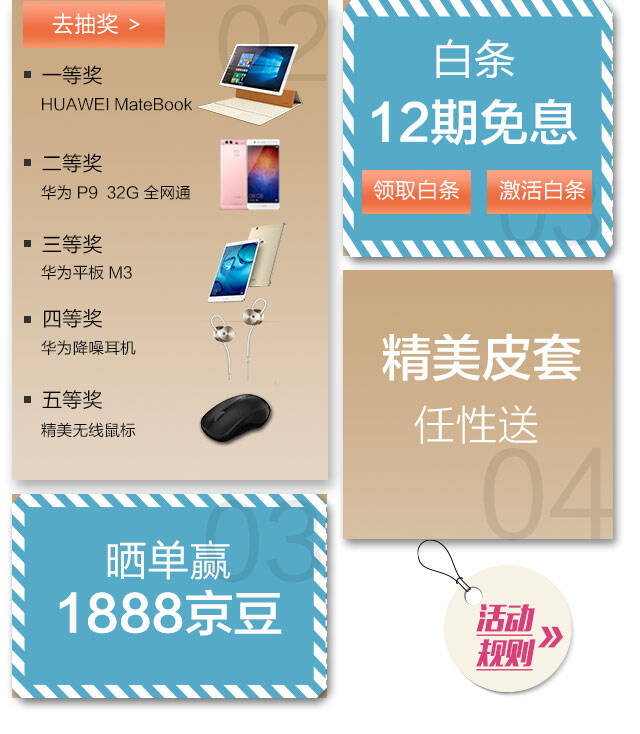 02
去抽奖 >
一等奖
HUAWEI MateBook
二等奖
华为 P9 32G 全网通
三等奖
华为平板 M3
四等奖
华为降噪耳机
五等奖
精美无线鼠标
白条
12期免息
领取白条
激活白条
03
精美皮套
任性送
04
03
晒单赢
1888京豆
活动
规则 »